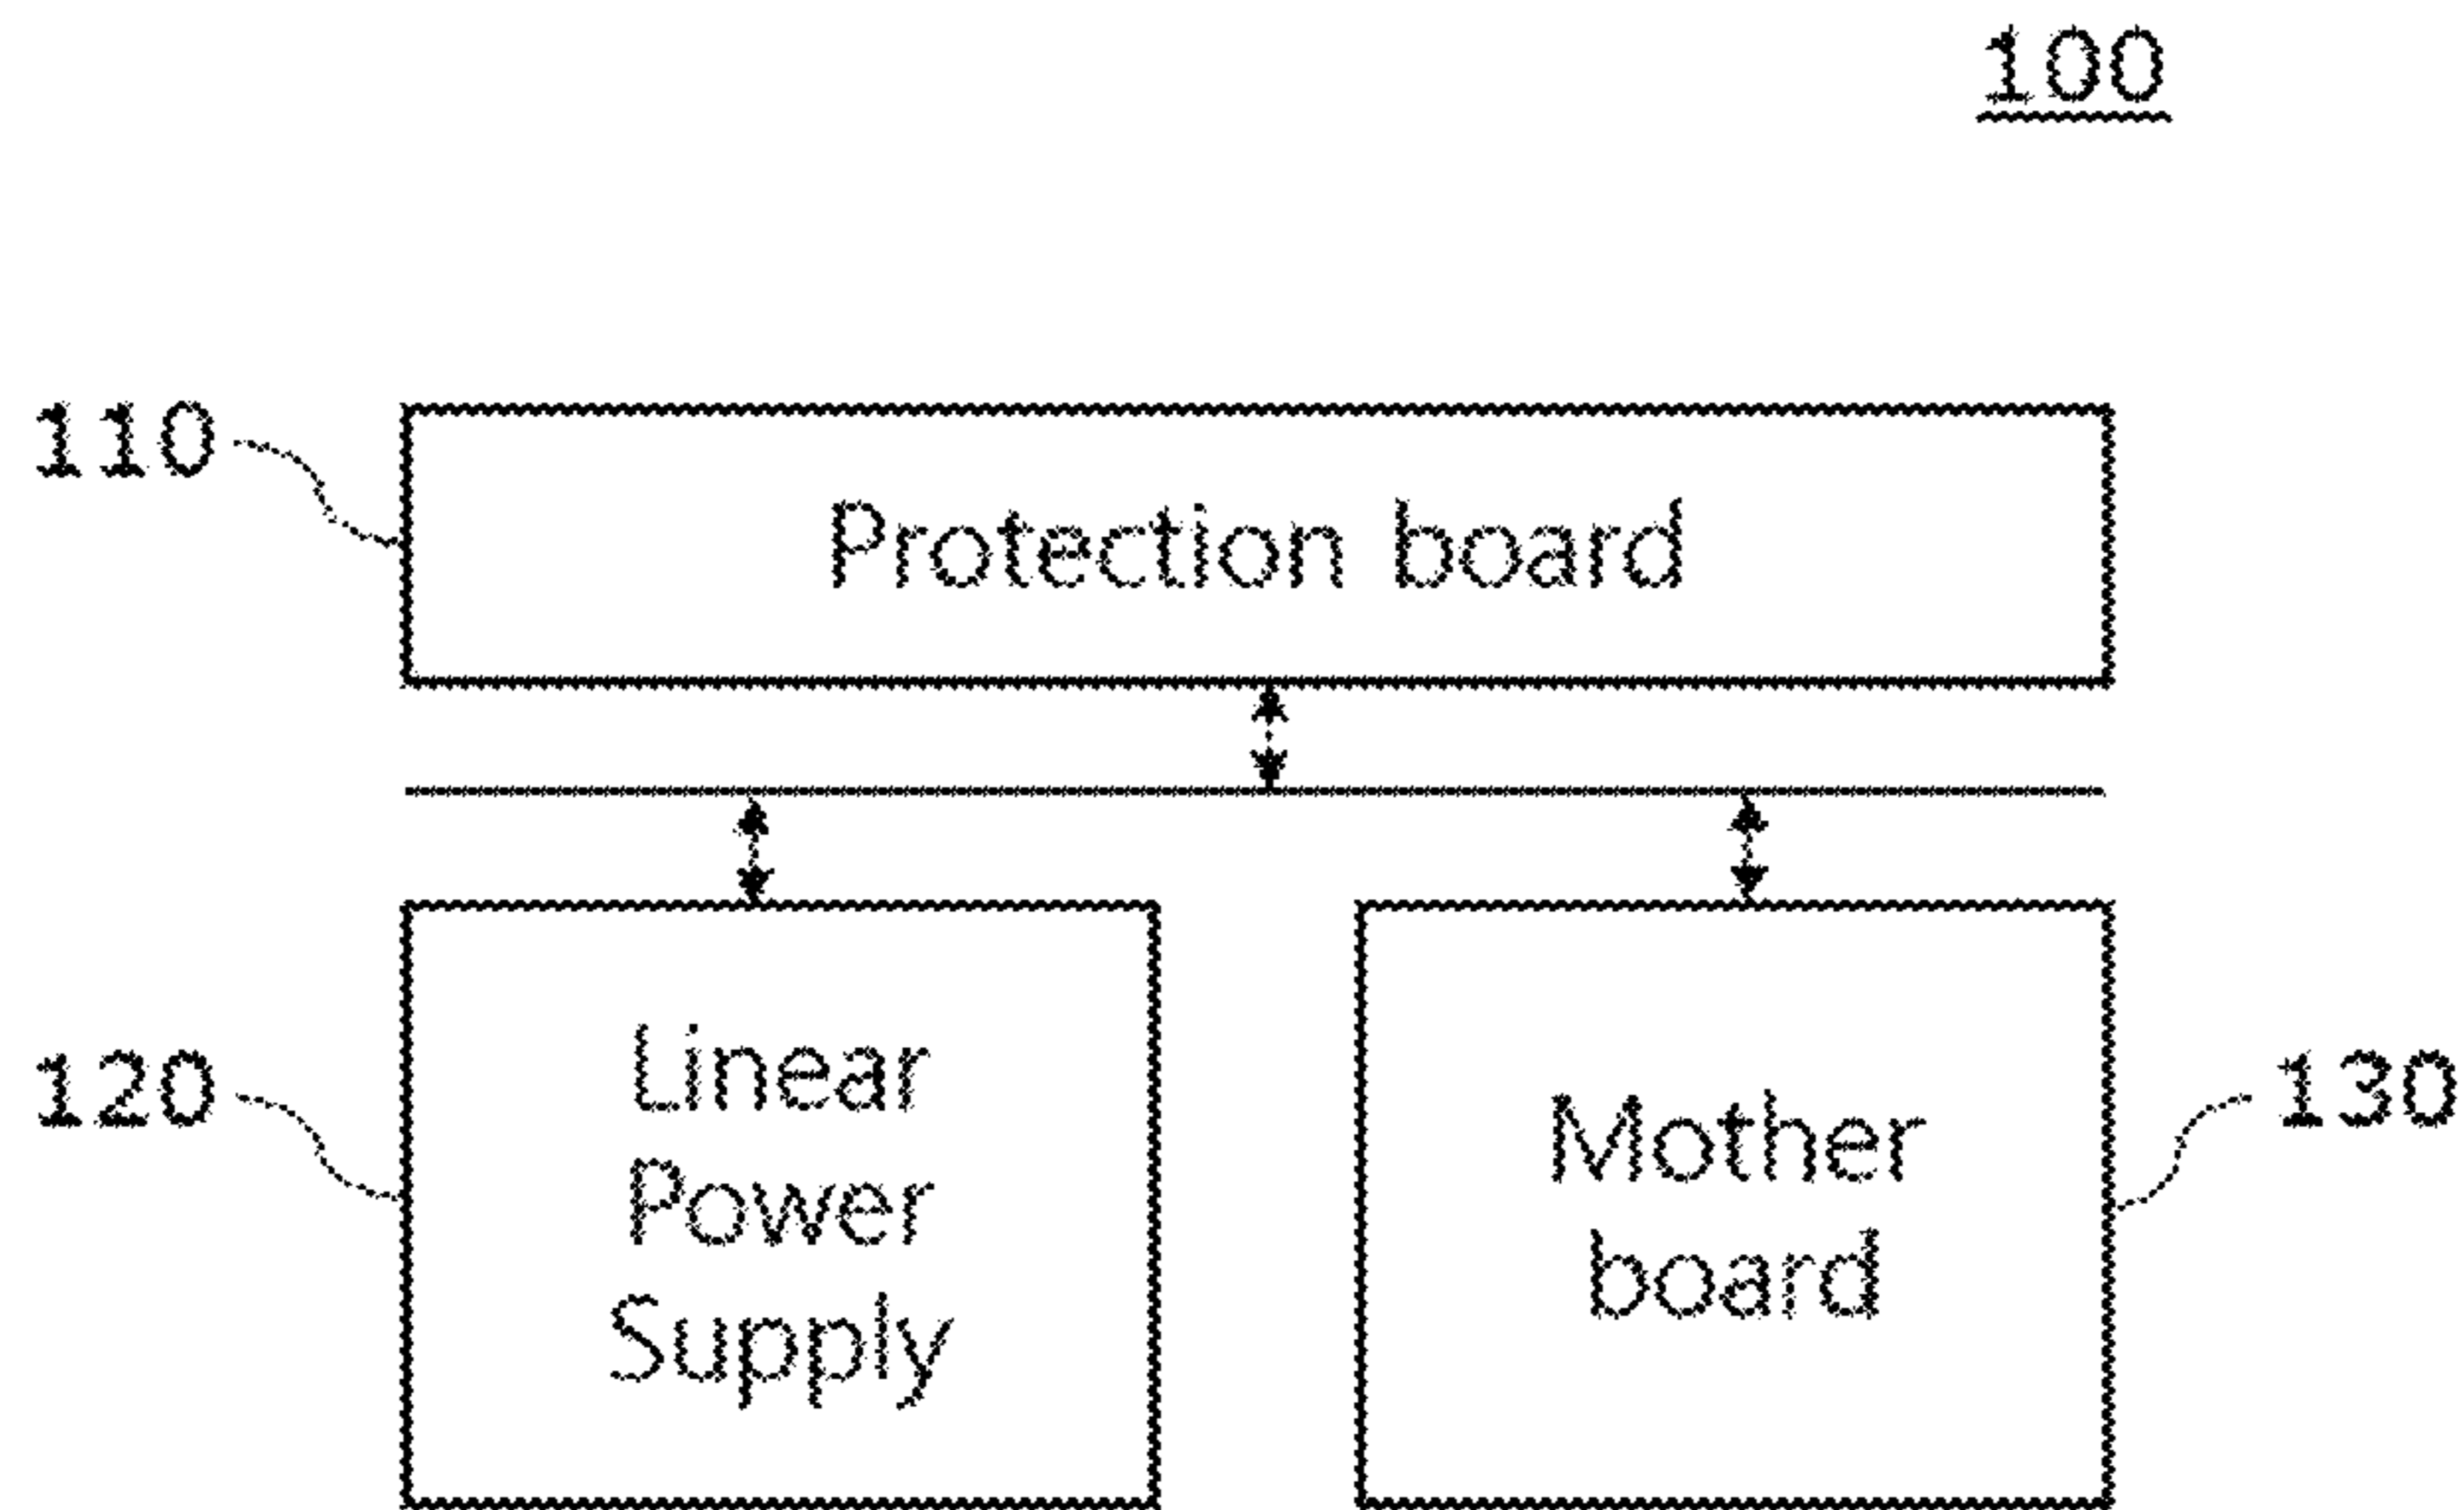 100
110
Protection board
120
Linear
Power
Supply
Mother
board
130